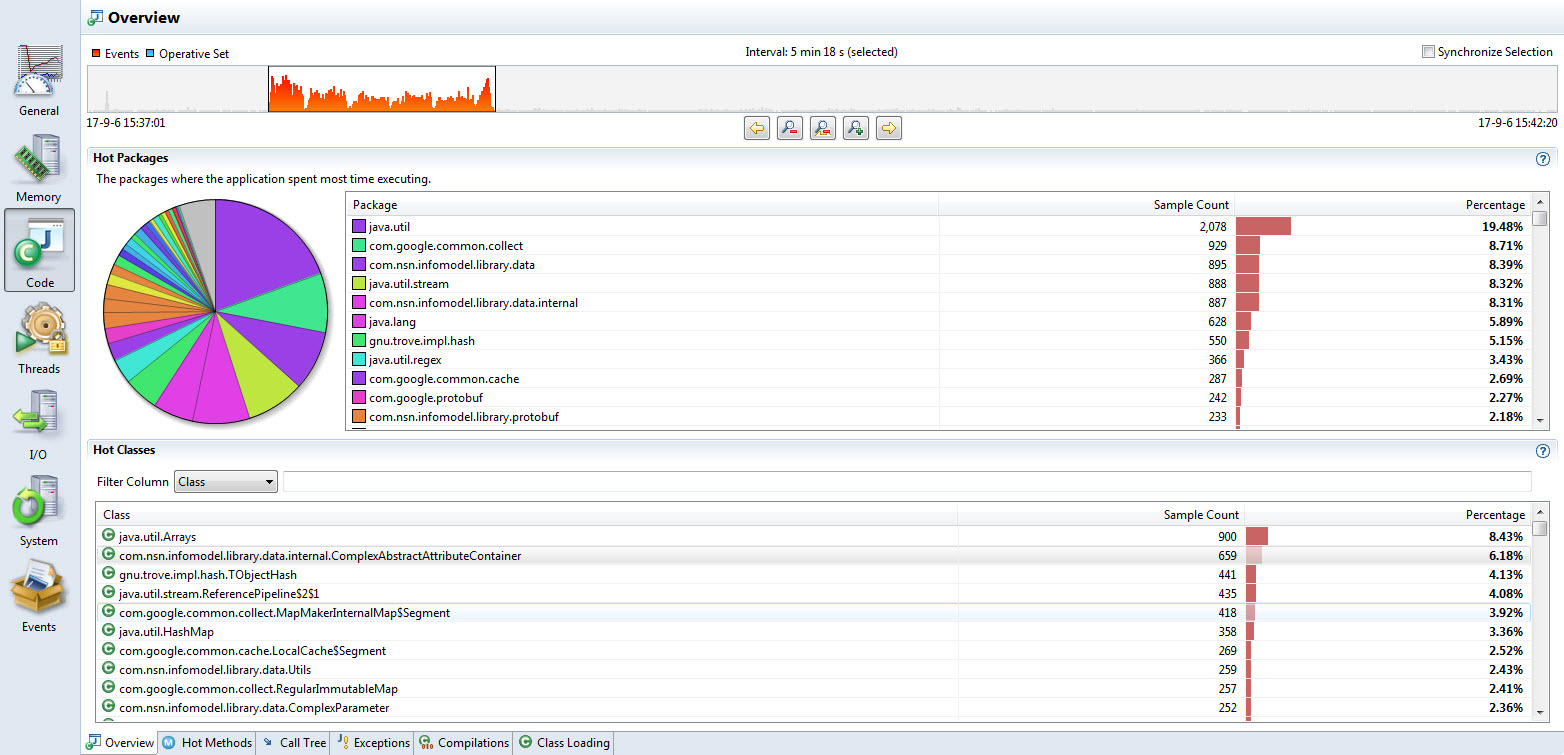 Overview
Events Operative Set Interval: 5 min 18 s (selected) Synchronize Selection
17-9-6 15:37:01 17-9-6 15:42:20
General
Memory
Code
Threads
I/O
System
Events
Hot Packages
The packages where the application spent most time executing.
Package Sample Count Percentage
java.util 2,078 19.48%
com.google.common.collect 929 8.71%
com.nsn.infomodel.library.data 895 8.39%
java.util.stream 888 8.32%
com.nsn.infomodel.library.data.internal 887 8.31%
java.lang 628 5.89%
gnu.trove.impl.hash 550 5.15%
java.util.regex 366 3.43%
com.google.common.cache 287 2.69%
com.google.protobuf 242 2.27%
com.nsn.infomodel.library.protobuf 233 2.18%
Hot Classes
Filter Column Class
Class Sample Count Percentage
java.util.Arrays 900 8.43%
com.nsn.infomodel.library.data.internal.ComplexAbstractAttributeContainer 659 6.18%
gnu.trove.impl.hash.TObjectHash 441 4.13%
java.util.stream.ReferencePipeline$2$1 435 4.08%
com.google.common.collect.MapMakerInternalMap$Segment 418 3.92%
java.util.HashMap 358 3.36%
com.google.common.cache.LocalCache$Segment 269 2.52%
com.nsn.infomodel.library.data.Utils 259 2.43%
com.google.common.collect.RegularImmutableMap 257 2.41%
com.nsn.infomodel.library.data.ComplexParameter 252 2.36%
Overview Hot Methods Call Tree Exceptions Compilations Class Loading